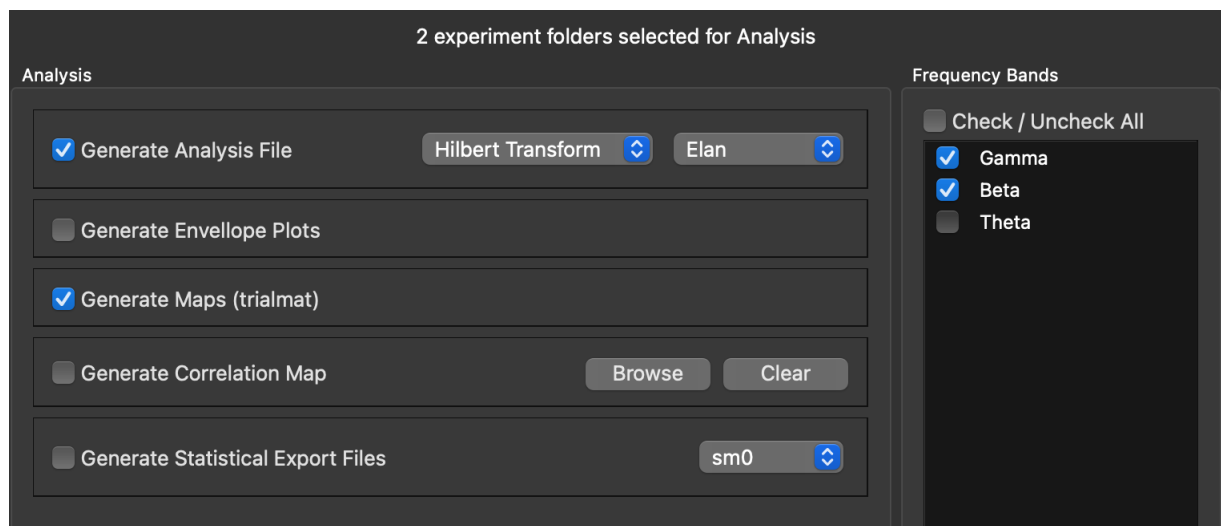 2 experiment folders selected for Analysis
Analysis
Generate Analysis File Hilbert Transform Elan
Generate Envellope Plots
Generate Maps (trialmat)
Generate Correlation Map Browse Clear
Generate Statistical Export Files sm0
Frequency Bands
Check / Uncheck All
Gamma
Beta
Theta